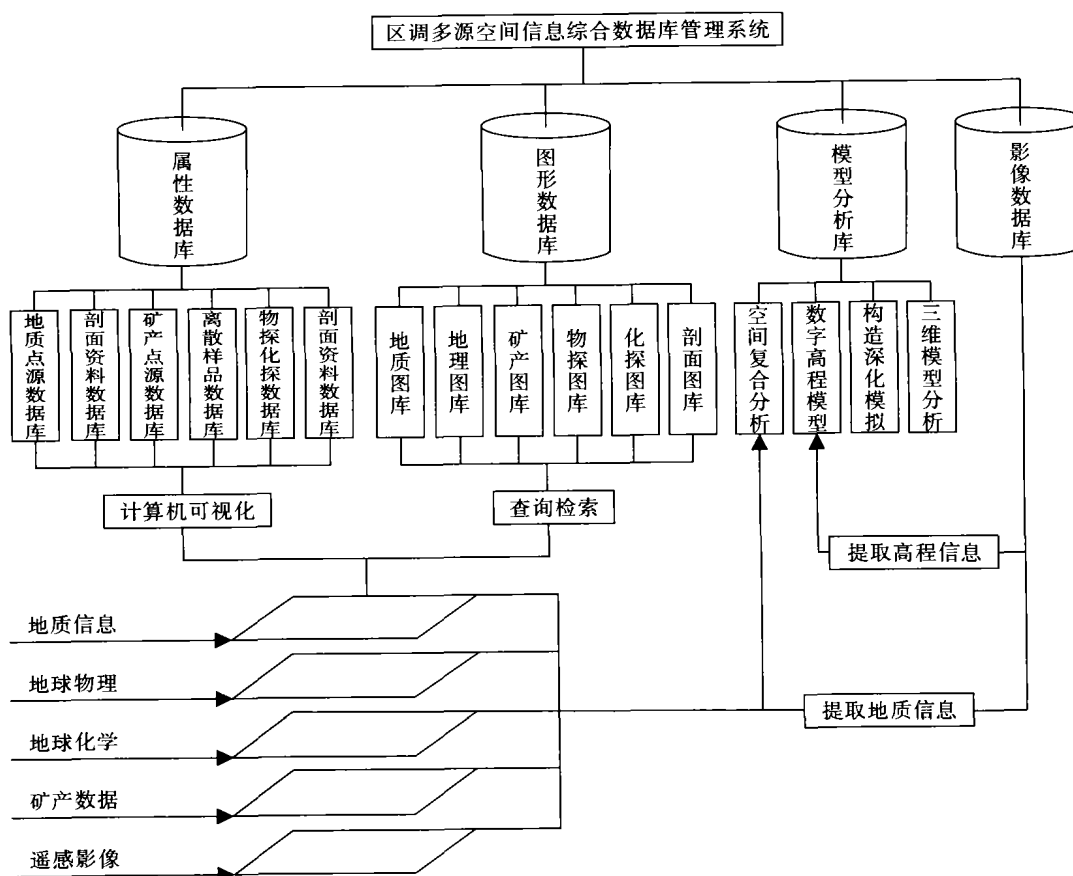 区调多源空间信息综合数据库管理系统
属性数据库
图形数据库
模型分析库
影像数据库
地质点源数据库
剖面资料数据库
矿产点源数据库
离散样品数据库
物探化探数据库
剖面资料数据库
地质图库
地理图库
矿产图库
物探图库
化探图库
剖面图库
空间复合分析
数字高程模型
构造深化模拟
三维模型分析
计算机可视化
查询检索
提取高程信息
地质信息
地球物理
提取地质信息
地球化学
矿产数据
遥感影像